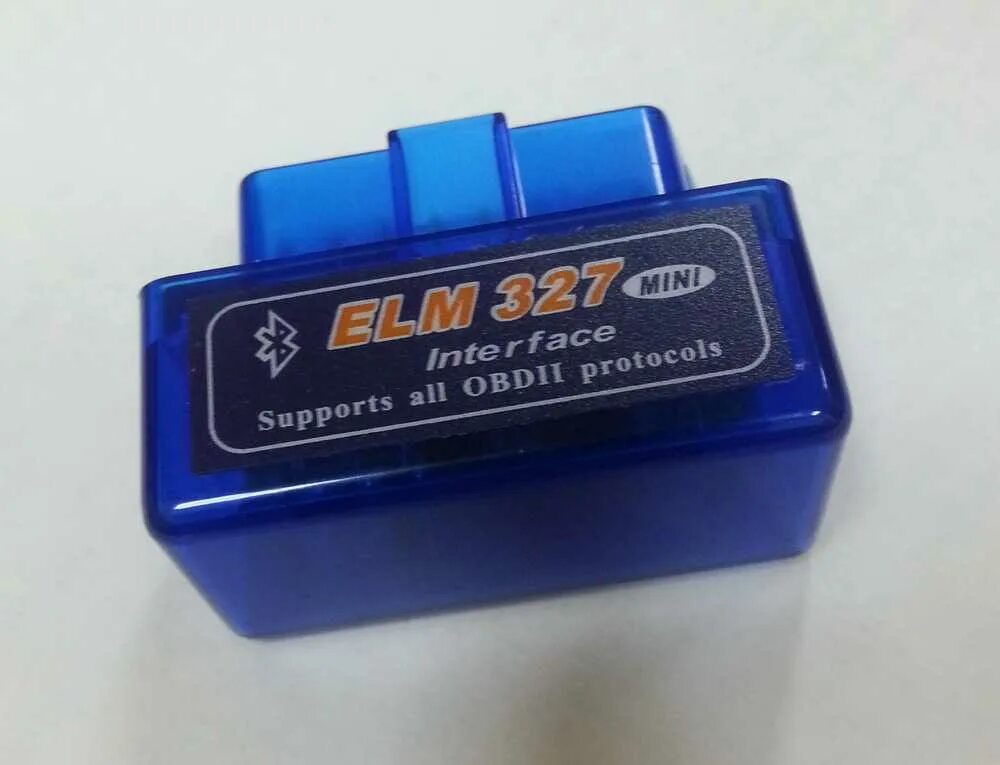 ELM 327 MINI
Interface
Supports all OBDII protocols